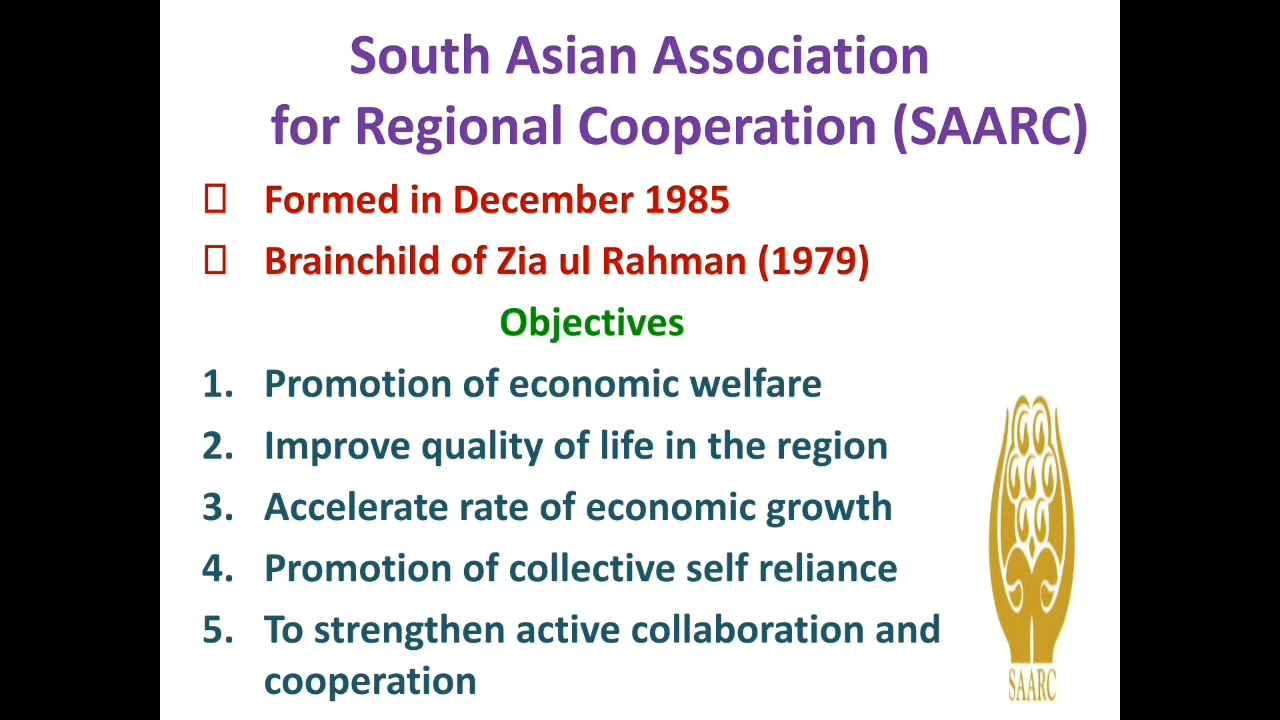 South Asian Association
for Regional Cooperation (SAARC)
Formed in December 1985
Brainchild of Zia ul Rahman (1979)
Objectives
1. Promotion of economic welfare
2. Improve quality of life in the region
3. Accelerate rate of economic growth
4. Promotion of collective self reliance
5. To strengthen active collaboration and
cooperation
SAARC